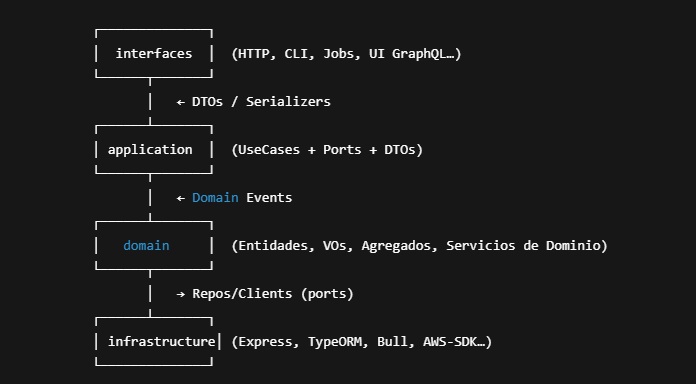 interfaces (HTTP, CLI, Jobs, UI GraphQL…)
← DTOs / Serializers
application (UseCases + Ports + DTOs)
← Domain Events
domain (Entidades, VOs, Agregados, Servicios de Dominio)
→ Repos/Clients (ports)
infrastructure (Express, TypeORM, Bull, AWS-SDK…)